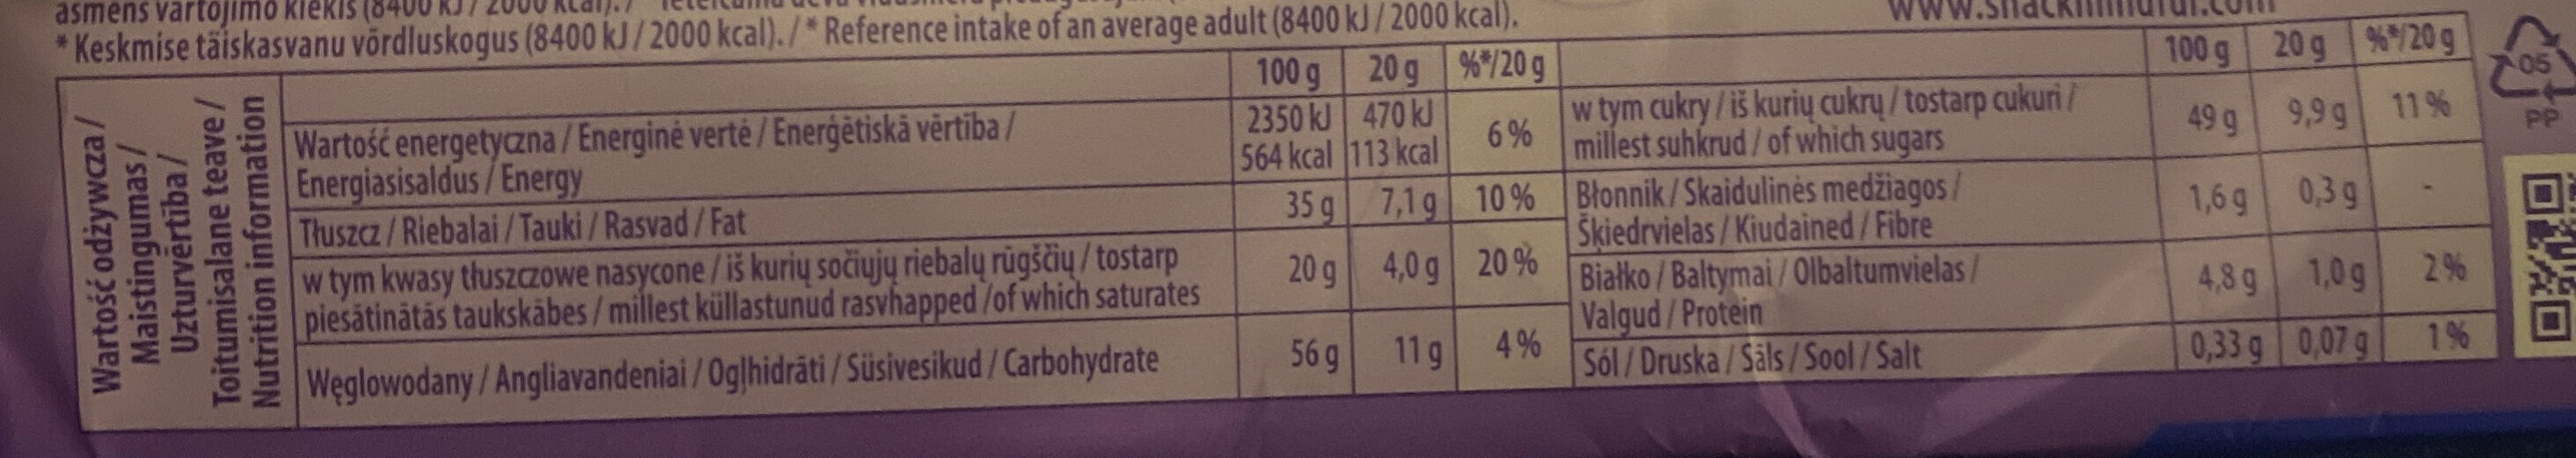 asmens vartojimo kiekis (8400 kJ / 2000 kcal). /
* Keskmise täiskasvanu võrdluskogus (8400 kJ / 2000 kcal). / * Reference intake of an average adult (8400 kJ / 2000 kcal).
Wartość odżywcza /
Maistingumas /
Uzturvērtība /
Toitumisalane teave /
Nutrition information
100 g 20 g %*/20 g
Wartość energetyczna / Energinė vertė / Enerģētiskā vērtība /
Energiasisaldus / Energy
2350 kJ 470 kJ
564 kcal 113 kcal
6 %
Tłuszcz / Riebalai / Tauki / Rasvad / Fat
35 g 7,1 g 10 %
w tym kwasy tłuszczowe nasycone / iš kurių sočiųjų riebalų rūgščių / tostarp
piesātinātās taukskābes / millest küllastunud rasvhapped /of which saturates
20 g 4,0 g 20 %
Węglowodany / Angliavandeniai / Ogļhidrāti / Süsivesikud / Carbohydrate
56 g 11 g 4 %
100 g 20 g %*/20 g
w tym cukry / iš kurių cukrų / tostarp cukuri /
millest suhkrud / of which sugars
49 g 9,9 g 11 %
Błonnik / Skaidulinės medžiagos /
Šķiedrvielas / Kiudained / Fibre
1,6 g 0,3 g -
Białko / Baltymai / Olbaltumvielas /
Valgud / Protein
4,8 g 1,0 g 2 %
Sól / Druska / Sāls / Sool / Salt
0,33 g 0,07 g 1 %
05
PP